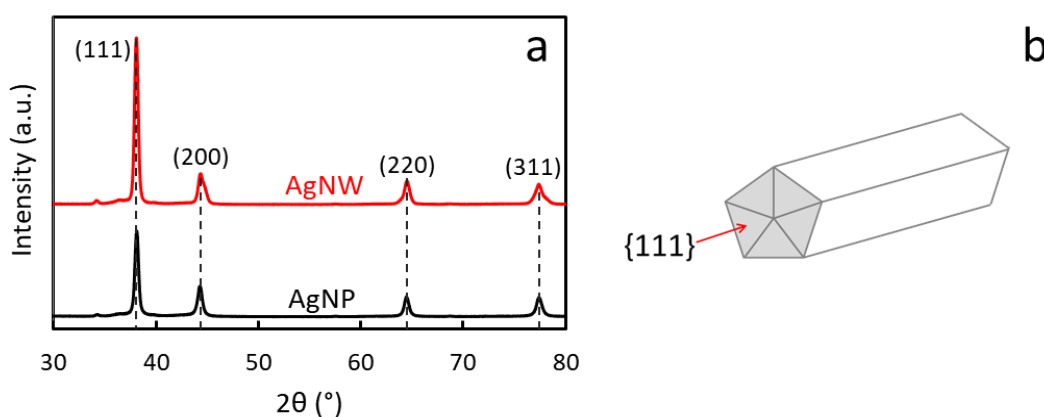 a
b
(111)
(200)
(220)
(311)
AgNW
AgNP
{111}
Intensity (a.u.)
30 40 50 60 70 80
2θ (°)